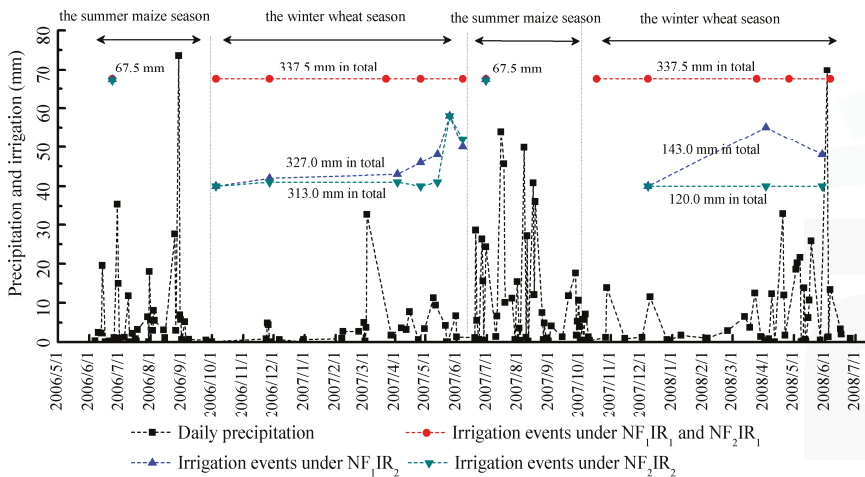 the summer maize season the winter wheat season the summer maize season the winter wheat season
80
70
60
50
40
30
20
10
0
Precipitation and irrigation (mm)
67.5 mm
337.5 mm in total
67.5 mm
337.5 mm in total
327.0 mm in total
313.0 mm in total
143.0 mm in total
120.0 mm in total
2006/5/1
2006/6/1
2006/7/1
2006/8/1
2006/9/1
2006/10/1
2006/11/1
2006/12/1
2007/1/1
2007/2/1
2007/3/1
2007/4/1
2007/5/1
2007/6/1
2007/7/1
2007/8/1
2007/9/1
2007/10/1
2007/11/1
2007/12/1
2008/1/1
2008/2/1
2008/3/1
2008/4/1
2008/5/1
2008/6/1
2008/7/1
Daily precipitation
Irrigation events under NF₁IR₁ and NF₂IR₁
Irrigation events under NF₁IR₂
Irrigation events under NF₂IR₂